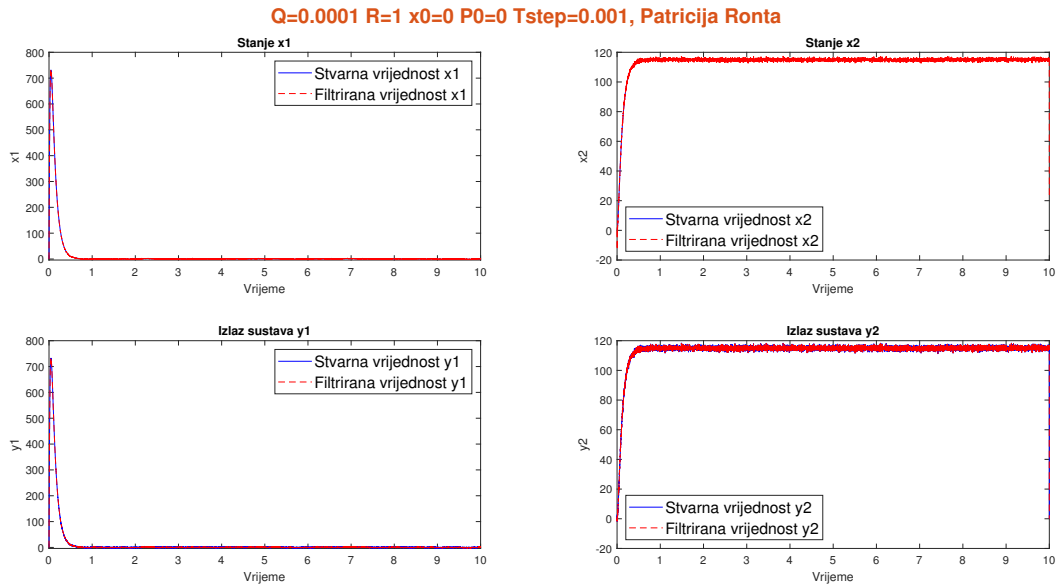 Q=0.0001 R=1 x0=0 P0=0 Tstep=0.001, Patricija Ronta
Stanje x1
800
700
600
500
400
300
200
100
0
x1
0 1 2 3 4 5 6 7 8 9 10
Vrijeme
Stvarna vrijednost x1
Filtrirana vrijednost x1
Stanje x2
120
100
80
60
40
20
0
-20
x2
0 1 2 3 4 5 6 7 8 9 10
Vrijeme
Stvarna vrijednost x2
Filtrirana vrijednost x2
Izlaz sustava y1
800
700
600
500
400
300
200
100
0
y1
0 1 2 3 4 5 6 7 8 9 10
Vrijeme
Stvarna vrijednost y1
Filtrirana vrijednost y1
Izlaz sustava y2
120
100
80
60
40
20
0
-20
y2
0 1 2 3 4 5 6 7 8 9 10
Vrijeme
Stvarna vrijednost y2
Filtrirana vrijednost y2